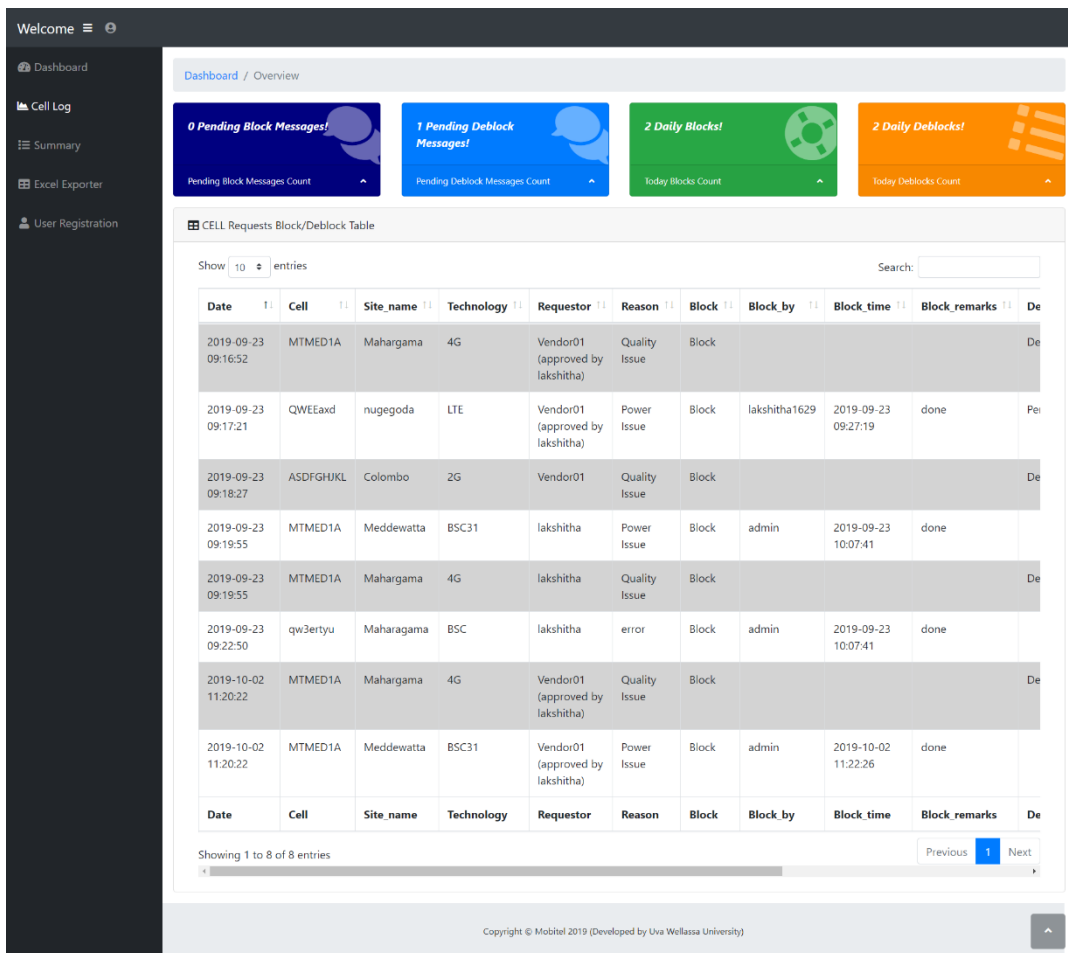 Welcome
Dashboard
Cell Log
Summary
Excel Exporter
User Registration
Dashboard / Overview
0 Pending Block Messages!
Pending Block Messages Count
1 Pending Deblock
Messages!
Pending Deblock Messages Count
2 Daily Blocks!
Today Blocks Count
2 Daily Deblocks!
Today Deblocks Count
CELL Requests Block/Deblock Table
Show 10 entries
Search:
Date Cell Site_name Technology Requestor Reason Block Block_by Block_time Block_remarks De
2019-09-23 MTMED1A Mahargama 4G Vendor01 Quality Block De
09:16:52 (approved by Issue
lakshitha)
2019-09-23 QWEEaxd nugegoda LTE Vendor01 Power Block lakshitha1629 2019-09-23 done Per
09:17:21 (approved by Issue 09:27:19
lakshitha)
2019-09-23 ASDFGHJKL Colombo 2G Vendor01 Quality Block De
09:18:27 Issue
2019-09-23 MTMED1A Meddewatta BSC31 lakshitha Power Block admin 2019-09-23 done
09:19:55 Issue 10:07:41
2019-09-23 MTMED1A Mahargama 4G lakshitha Quality Block De
09:19:55 Issue
2019-09-23 qw3ertyu Maharagama BSC lakshitha error Block admin 2019-09-23 done
09:22:50 10:07:41
2019-10-02 MTMED1A Mahargama 4G Vendor01 Quality Block De
11:20:22 (approved by Issue
lakshitha)
2019-10-02 MTMED1A Meddewatta BSC31 Vendor01 Power Block admin 2019-10-02 done
11:20:22 (approved by Issue 11:22:26
lakshitha)
Date Cell Site_name Technology Requestor Reason Block Block_by Block_time Block_remarks De
Showing 1 to 8 of 8 entries
Previous 1 Next
Copyright © Mobitel 2019 (Developed by Uva Wellassa University)